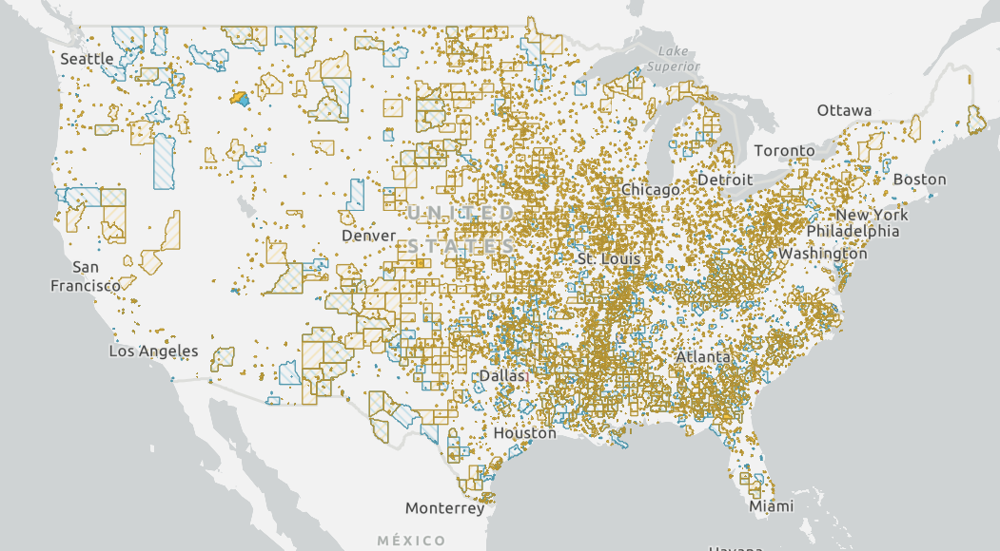 Seattle
Lake
Superior
Ottawa
Toronto
Boston
Detroit
Chicago
New York
Philadelphia
UNITED
Denver
STATES
Washington
St. Louis
San
Francisco
Los Angeles
Atlanta
Dallas
Houston
Miami
Monterrey
MÉXICO